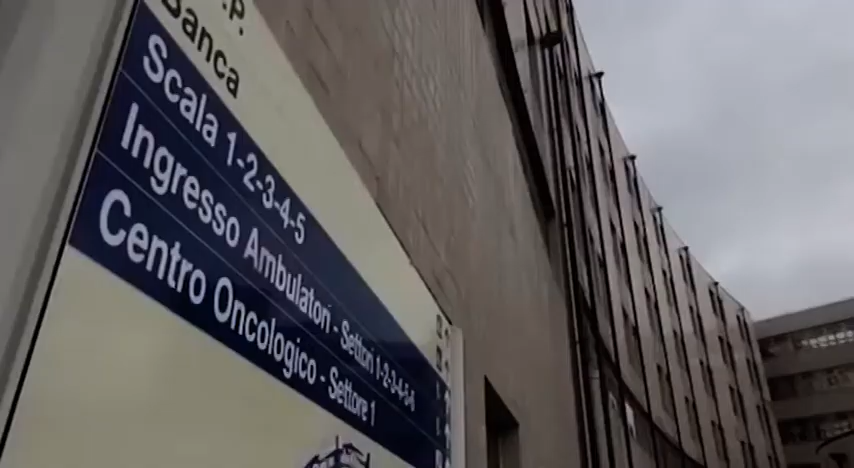 Banca
Scala 1-2-3-4-5
Ingresso Ambulatori - Settori 1-2-3-4-5-6
Centro Oncologico - Settore 1